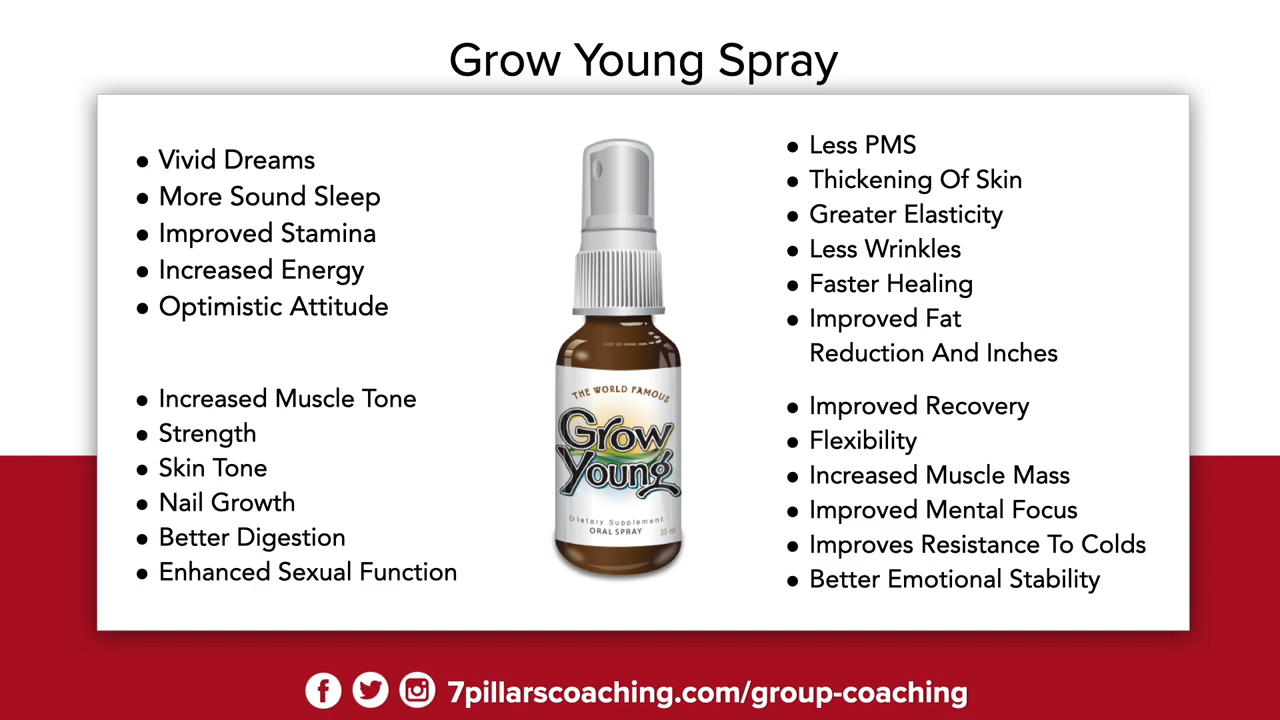 Grow Young Spray
● Vivid Dreams
● More Sound Sleep
● Improved Stamina
● Increased Energy
● Optimistic Attitude
● Increased Muscle Tone
● Strength
● Skin Tone
● Nail Growth
● Better Digestion
● Enhanced Sexual Function
THE WORLD FAMOUS
Grow
Young
Dietary Supplement
ORAL SPRAY 30 ml
● Less PMS
● Thickening Of Skin
● Greater Elasticity
● Less Wrinkles
● Faster Healing
● Improved Fat
Reduction And Inches
● Improved Recovery
● Flexibility
● Increased Muscle Mass
● Improved Mental Focus
● Improves Resistance To Colds
● Better Emotional Stability
7pillarscoaching.com/group-coaching